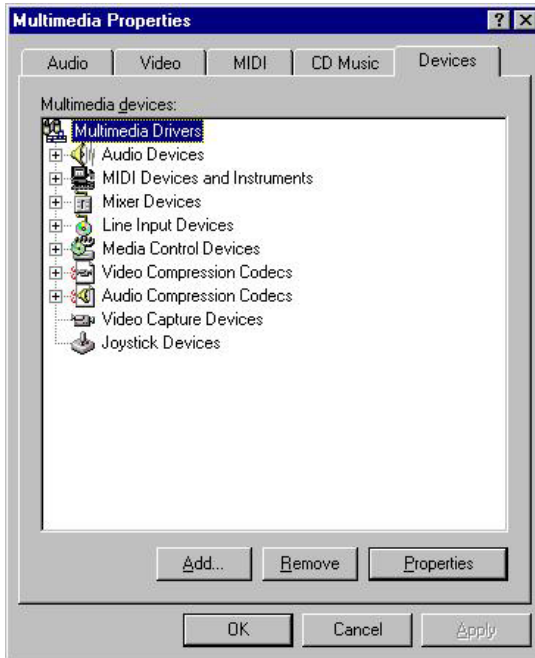 Multimedia Properties
Audio Video MIDI CD Music Devices
Multimedia devices:
Multimedia Drivers
Audio Devices
MIDI Devices and Instruments
Mixer Devices
Line Input Devices
Media Control Devices
Video Compression Codecs
Audio Compression Codecs
Video Capture Devices
Joystick Devices
Add... Remove Properties
OK Cancel Apply